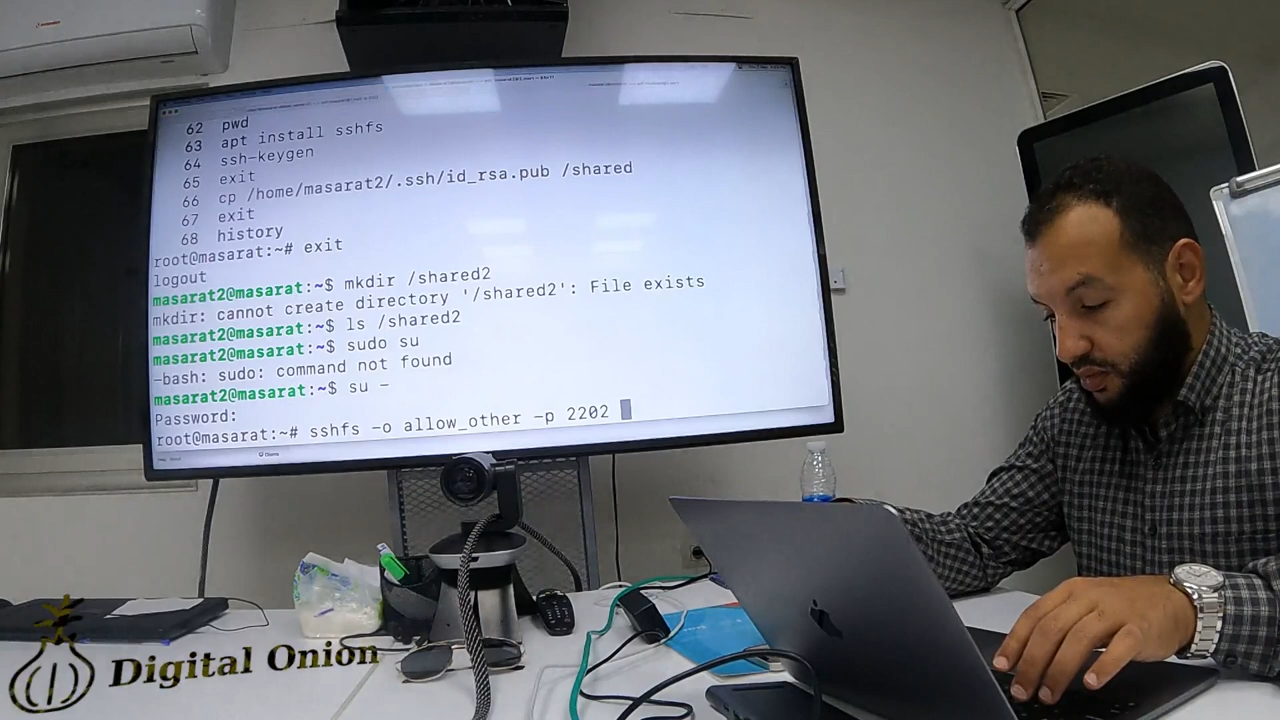 62 pwd
63 apt install sshfs
64 ssh-keygen
65 exit
66 cp /home/masarat2/.ssh/id_rsa.pub /shared
67 exit
68 history
root@masarat:~# exit
logout
masarat2@masarat:~$ mkdir /shared2
mkdir: cannot create directory '/shared2': File exists
masarat2@masarat:~$ ls /shared2
masarat2@masarat:~$ sudo su
-bash: sudo: command not found
masarat2@masarat:~$ su -
Password:
root@masarat:~# sshfs -o allow_other -p 2202
Digital Onion